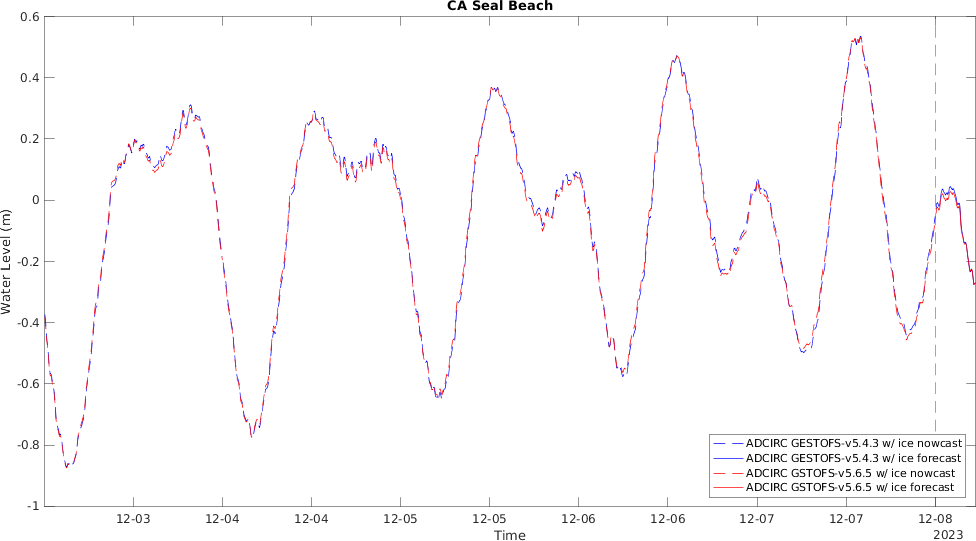 CA Seal Beach
0.6
0.4
0.2
0
-0.2
-0.4
-0.6
-0.8
-1
Water Level (m)
12-03
12-04
12-04
12-05
12-05
12-06
12-06
12-07
12-07
12-08
Time
2023
ADCIRC GESTOFS-v5.4.3 w/ ice nowcast
ADCIRC GESTOFS-v5.4.3 w/ ice forecast
ADCIRC GSTOFS-v5.6.5 w/ ice nowcast
ADCIRC GSTOFS-v5.6.5 w/ ice forecast